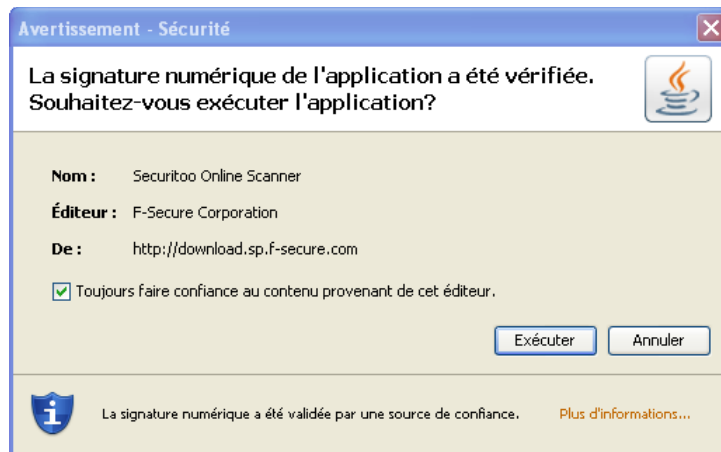 Avertissement - Sécurité
La signature numérique de l'application a été vérifiée.
Souhaitez-vous exécuter l'application?
Nom : Securitoo Online Scanner
Éditeur : F-Secure Corporation
De : http://download.sp.f-secure.com
Toujours faire confiance au contenu provenant de cet éditeur.
Exécuter Annuler
La signature numérique a été validée par une source de confiance. Plus d'informations...